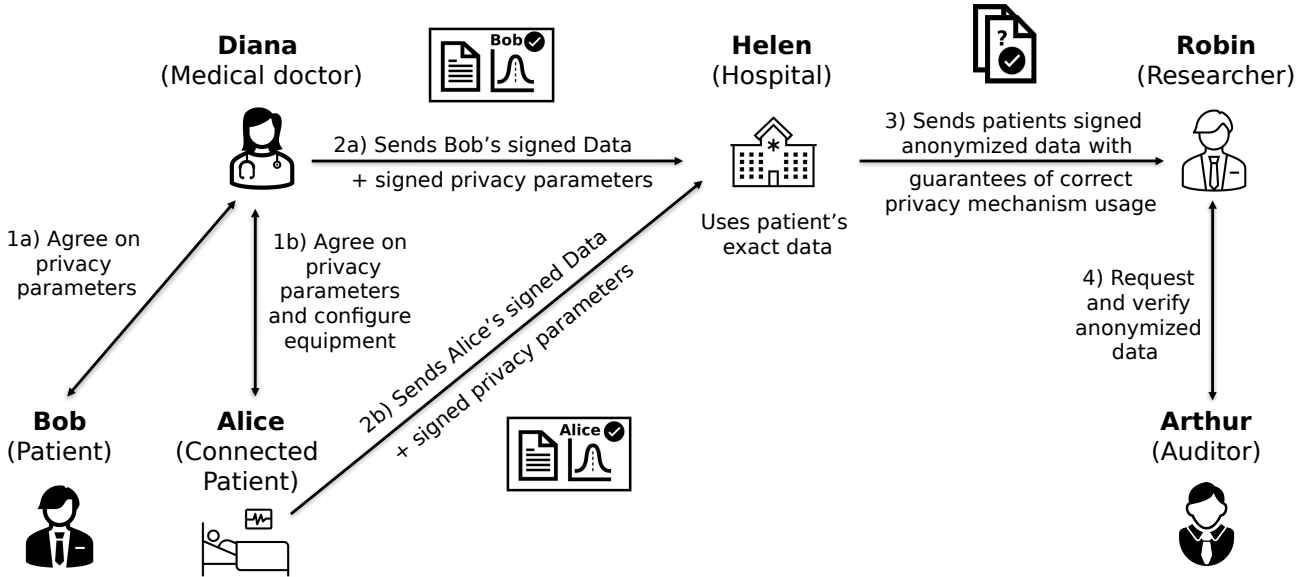 Diana
(Medical doctor)
Bob
Helen
(Hospital)
?
Robin
(Researcher)
2a) Sends Bob’s signed Data
+ signed privacy parameters
3) Sends patients signed
anonymized data with
guarantees of correct
privacy mechanism usage
*
Uses patient’s
exact data
1a) Agree on
privacy
parameters
1b) Agree on
privacy
parameters
and configure
equipment
2b) Sends Alice’s signed Data
+ signed privacy parameters
4) Request
and verify
anonymized
data
Bob
(Patient)
Alice
(Connected
Patient)
Alice
Arthur
(Auditor)